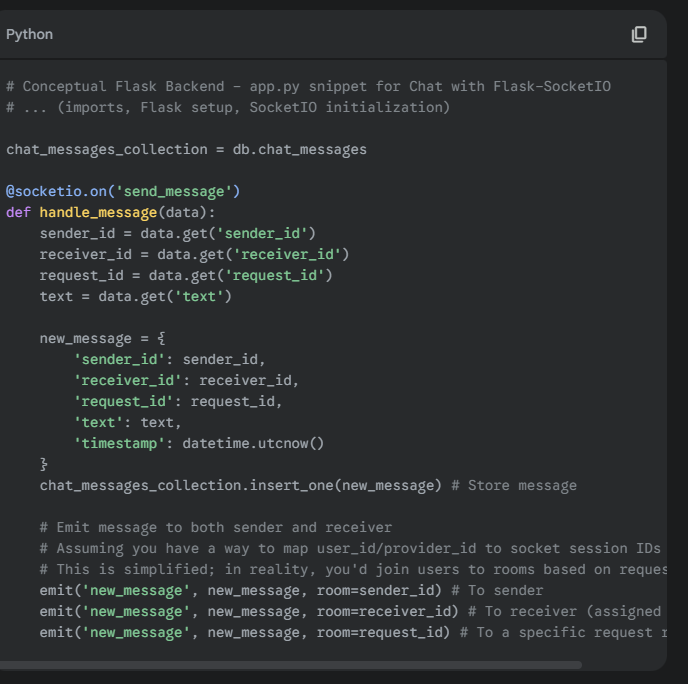 Python
# Conceptual Flask Backend - app.py snippet for Chat with Flask-SocketIO
# ... (imports, Flask setup, SocketIO initialization)
chat_messages_collection = db.chat_messages
@socketio.on('send_message')
def handle_message(data):
    sender_id = data.get('sender_id')
    receiver_id = data.get('receiver_id')
    request_id = data.get('request_id')
    text = data.get('text')
    new_message = {
        'sender_id': sender_id,
        'receiver_id': receiver_id,
        'request_id': request_id,
        'text': text,
        'timestamp': datetime.utcnow()
    }
    chat_messages_collection.insert_one(new_message) # Store message
    # Emit message to both sender and receiver
    # Assuming you have a way to map user_id/provider_id to socket session IDs
    # This is simplified; in reality, you'd join users to rooms based on reques
    emit('new_message', new_message, room=sender_id) # To sender
    emit('new_message', new_message, room=receiver_id) # To receiver (assigned
    emit('new_message', new_message, room=request_id) # To a specific request